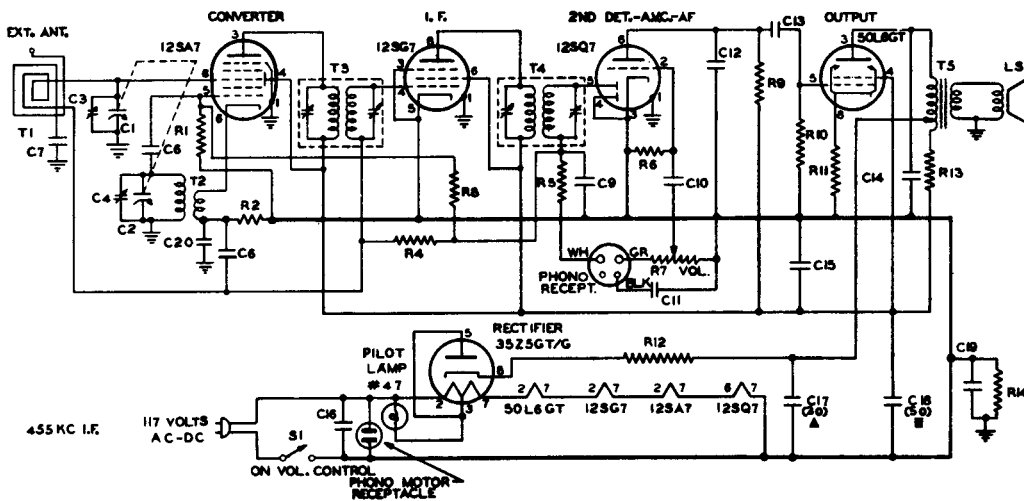 CONVERTER
I. F.
2ND DET.-AMC.-AF
OUTPUT
EXT. ANT.
12SA7
12SG7
12SQ7
50L6GT
C13
C12
C3
C1
T1
C7
R1
C6
T3
T4
R9
R10
R11
T5
LS
C4
C2
T2
R2
C20
C6
R4
R8
R5
C9
R6
C10
C14
R13
WH
GR
BLK
PHONO
RECEPT.
R7
VOL.
C11
C15
RECTIFIER
35Z5GT/G
PILOT
LAMP
#47
R12
50L6GT
12SG7
12SA7
12SQ7
455 KC I.F.
117 VOLTS
AC-DC
S1
ON VOL. CONTROL
C16
PHONO MOTOR
RECEPTACLE
C17
(30)
C18
(50)
C19
R14